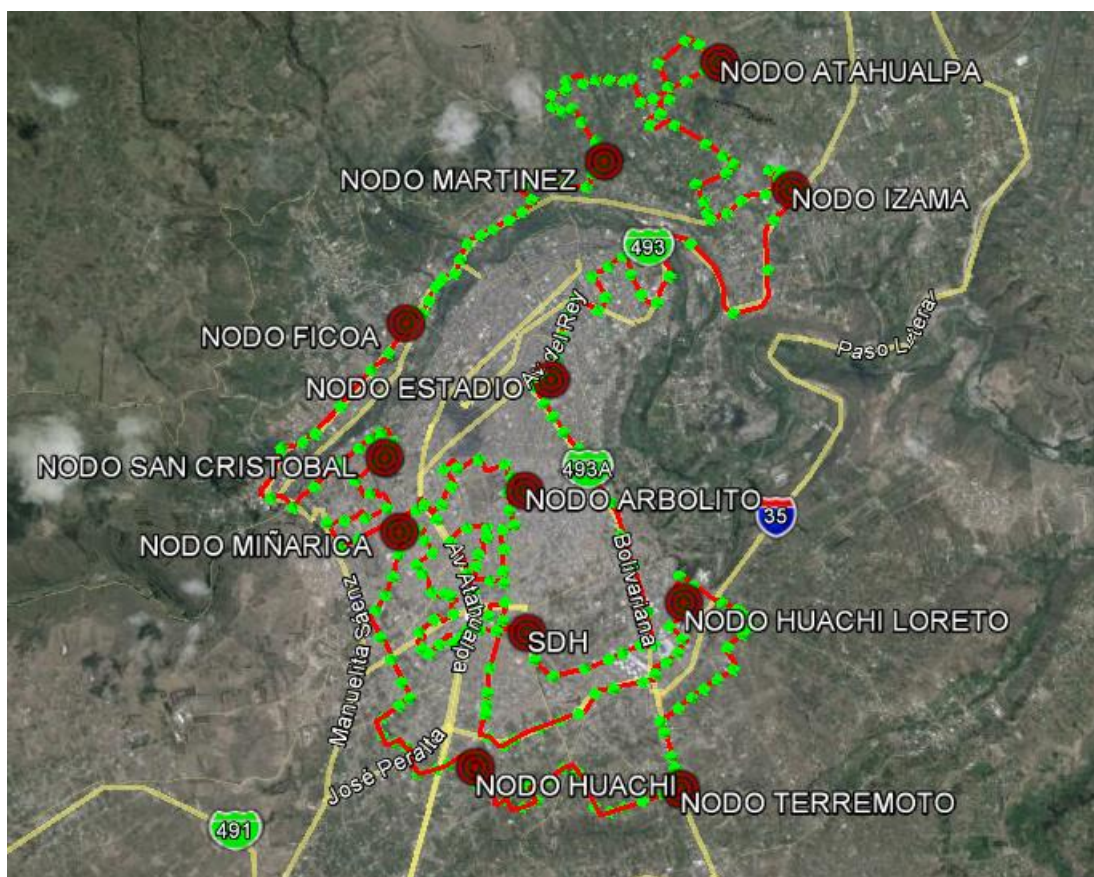 NODO ATAHUALPA
NODO MARTINEZ
NODO IZAMA
493
NODO FICOA
Av del Rey
NODO ESTADIO
NODO SAN CRISTOBAL
493A
NODO ARBOLITO
35
NODO MIÑARICA
Av Atahualpa
Bolivariana
Manuelita Sáenz
NODO HUACHI LORETO
SDH
José Peralta
NODO HUACHI
NODO TERREMOTO
491